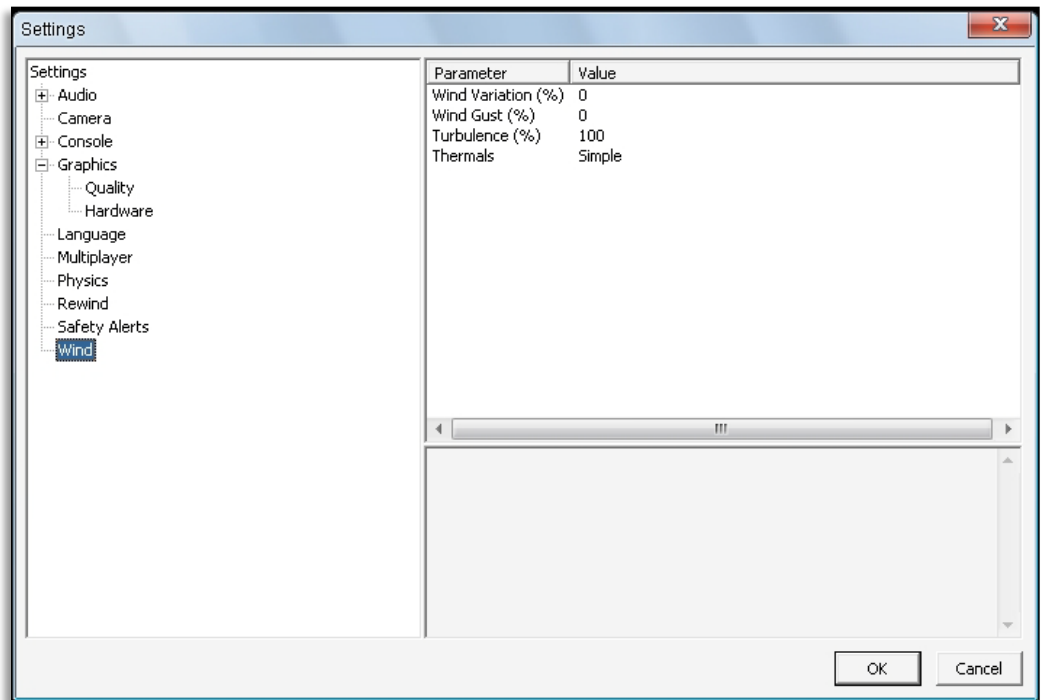 Settings
Settings
Audio
Camera
Console
Graphics
Quality
Hardware
Language
Multiplayer
Physics
Rewind
Safety Alerts
Wind
Parameter Value
Wind Variation (%) 0
Wind Gust (%) 0
Turbulence (%) 100
Thermals Simple
OK Cancel